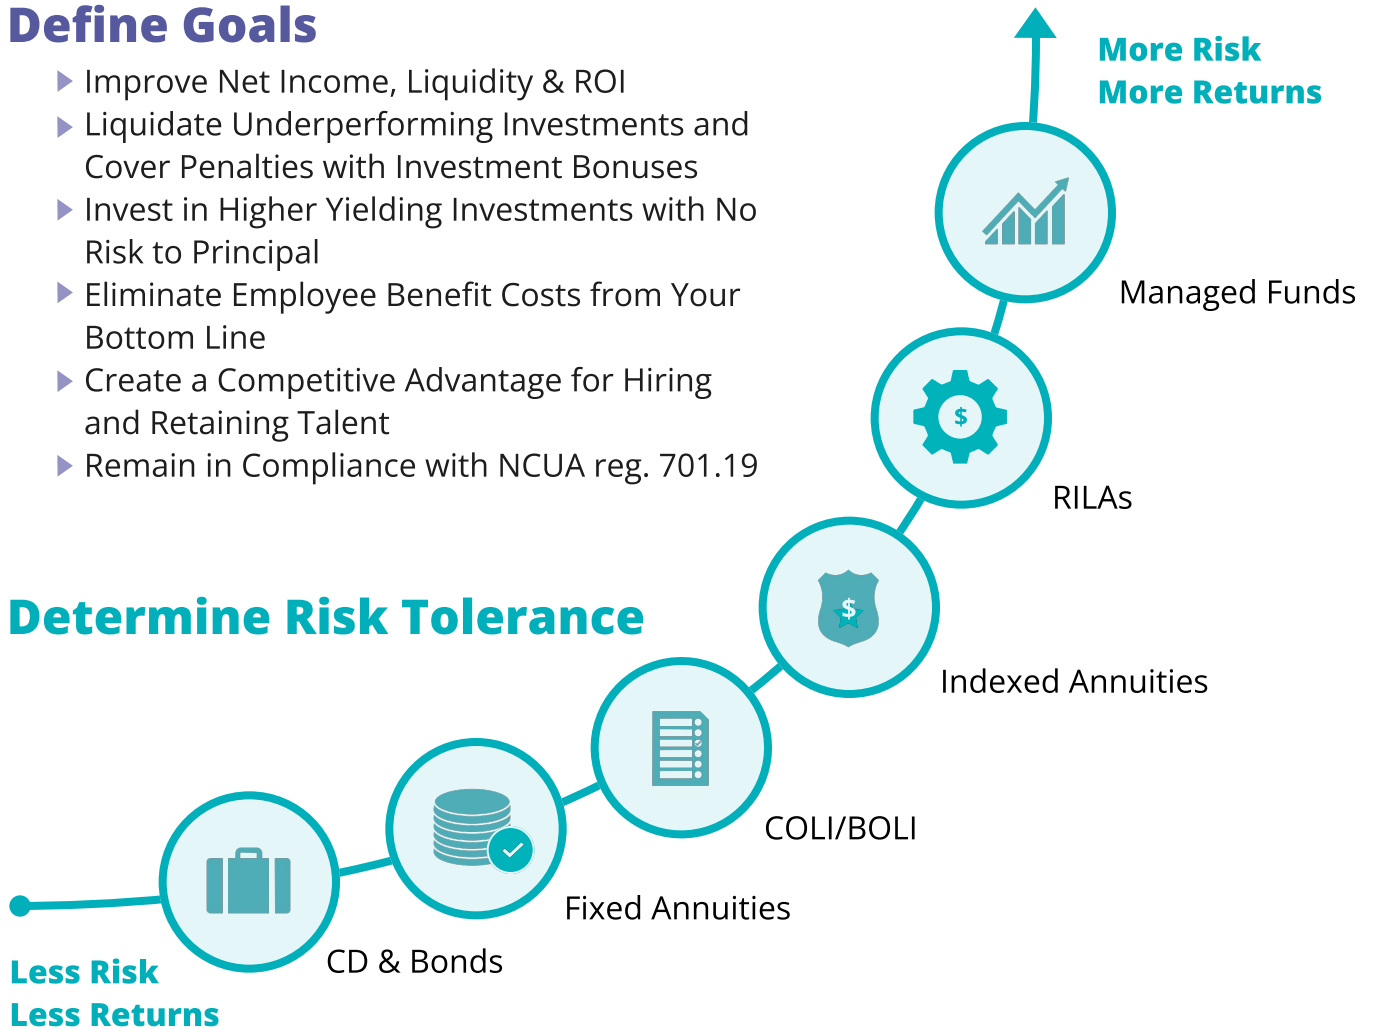 Define Goals
Improve Net Income, Liquidity & ROI
Liquidate Underperforming Investments and
Cover Penalties with Investment Bonuses
Invest in Higher Yielding Investments with No
Risk to Principal
Eliminate Employee Benefit Costs from Your
Bottom Line
Create a Competitive Advantage for Hiring
and Retaining Talent
Remain in Compliance with NCUA reg. 701.19
More Risk
More Returns
Managed Funds
$
RILAs
$
Indexed Annuities
Determine Risk Tolerance
COLI/BOLI
Fixed Annuities
CD & Bonds
Less Risk
Less Returns